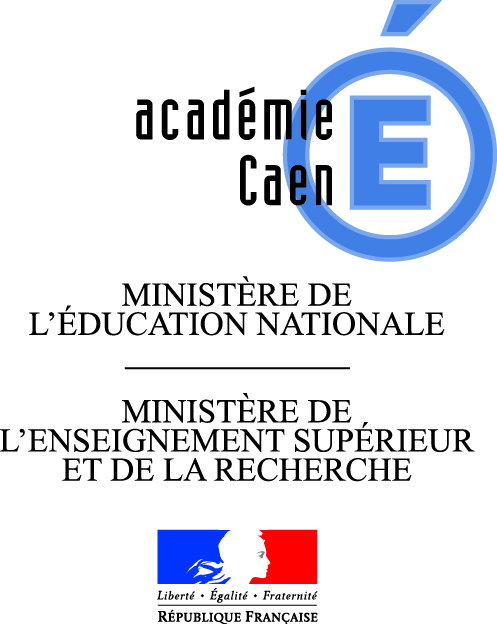 académie
Caen
É
MINISTÈRE DE
L'ÉDUCATION NATIONALE
MINISTÈRE DE
L'ENSEIGNEMENT SUPÉRIEUR
ET DE LA RECHERCHE
Liberté • Égalité • Fraternité
RÉPUBLIQUE FRANÇAISE